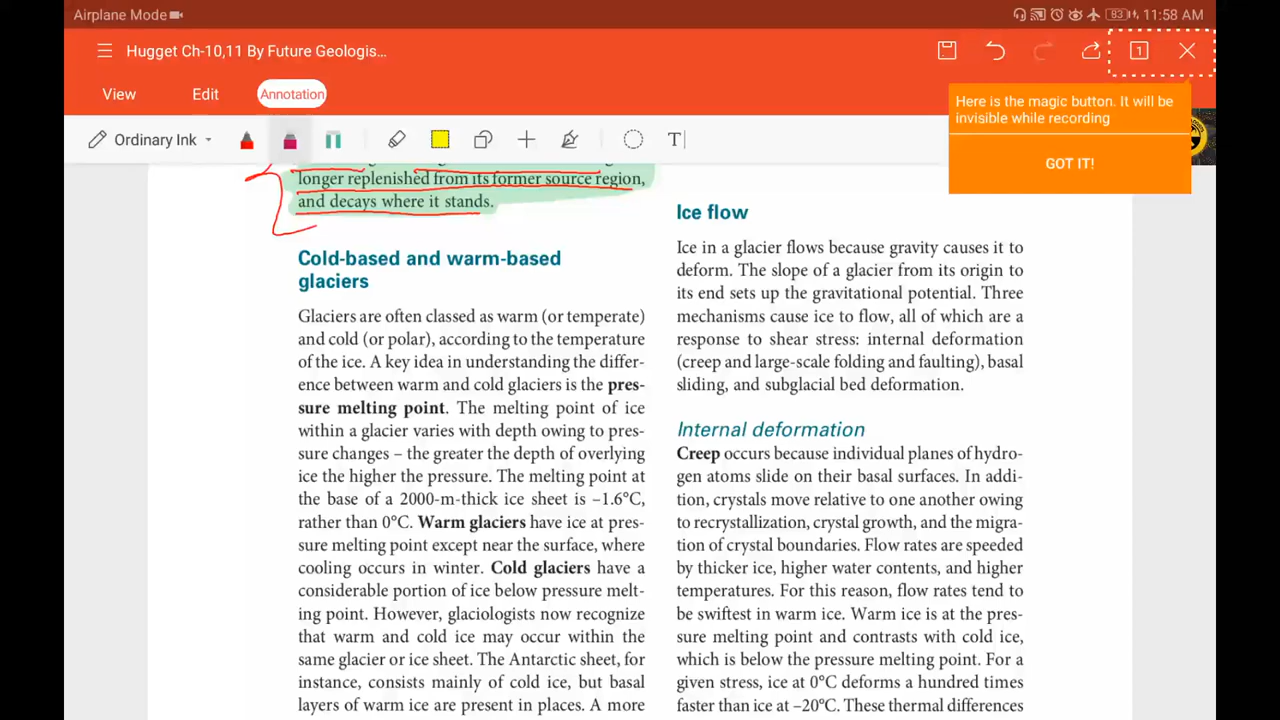 Airplane Mode
83
11:58 AM
Hugget Ch-10,11 By Future Geologis...
1
View
Edit
Annotation
Here is the magic button. It will be
invisible while recording
GOT IT!
Ordinary Ink
T
longer replenished from its former source region,
and decays where it stands.
Cold-based and warm-based
glaciers
Glaciers are often classed as warm (or temperate)
and cold (or polar), according to the temperature
of the ice. A key idea in understanding the differ-
ence between warm and cold glaciers is the pres-
sure melting point. The melting point of ice
within a glacier varies with depth owing to pres-
sure changes – the greater the depth of overlying
ice the higher the pressure. The melting point at
the base of a 2000-m-thick ice sheet is –1.6°C,
rather than 0°C. Warm glaciers have ice at pres-
sure melting point except near the surface, where
cooling occurs in winter. Cold glaciers have a
considerable portion of ice below pressure melt-
ing point. However, glaciologists now recognize
that warm and cold ice may occur within the
same glacier or ice sheet. The Antarctic sheet, for
instance, consists mainly of cold ice, but basal
layers of warm ice are present in places. A more
Ice flow
Ice in a glacier flows because gravity causes it to
deform. The slope of a glacier from its origin to
its end sets up the gravitational potential. Three
mechanisms cause ice to flow, all of which are a
response to shear stress: internal deformation
(creep and large-scale folding and faulting), basal
sliding, and subglacial bed deformation.
Internal deformation
Creep occurs because individual planes of hydro-
gen atoms slide on their basal surfaces. In addi-
tion, crystals move relative to one another owing
to recrystallization, crystal growth, and the migra-
tion of crystal boundaries. Flow rates are speeded
by thicker ice, higher water contents, and higher
temperatures. For this reason, flow rates tend to
be swiftest in warm ice. Warm ice is at the pres-
sure melting point and contrasts with cold ice,
which is below the pressure melting point. For a
given stress, ice at 0°C deforms a hundred times
faster than ice at –20°C. These thermal differences